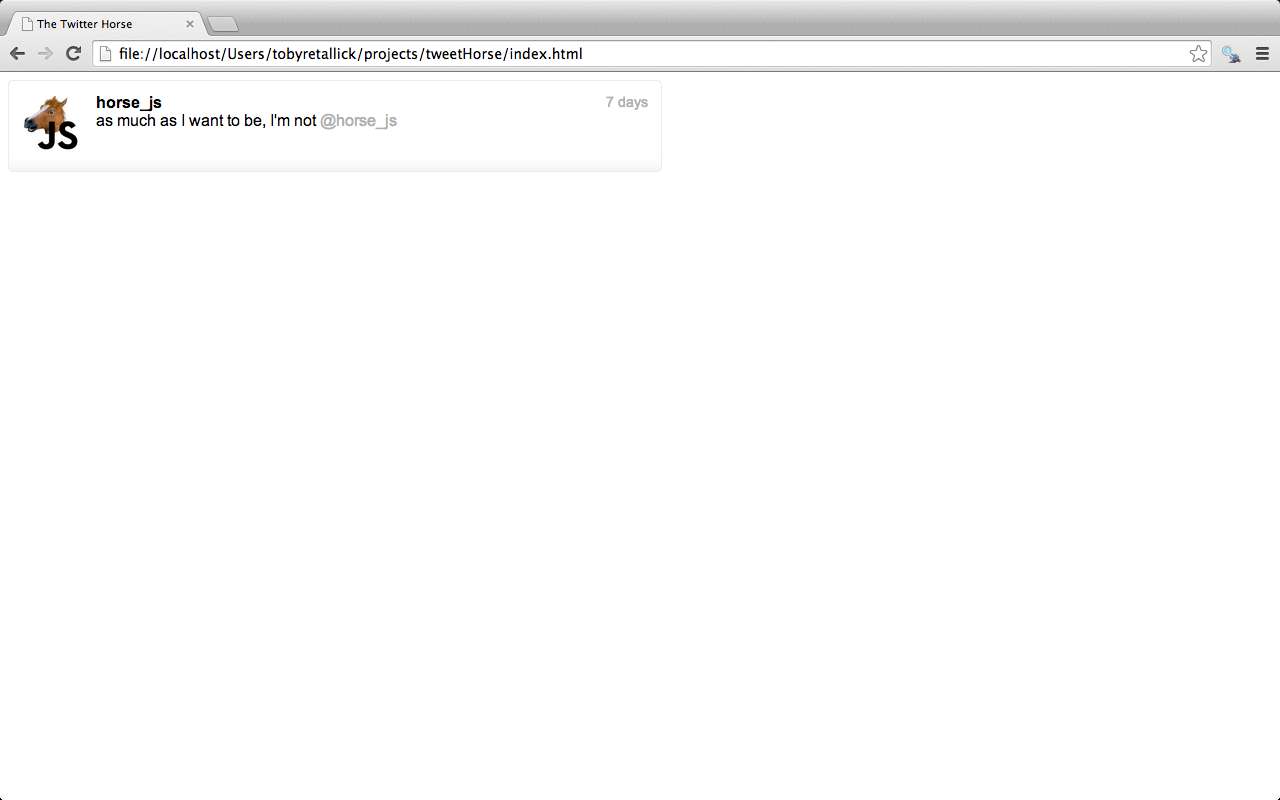 The Twitter Horse
file://localhost/Users/tobyretallick/projects/tweetHorse/index.html
JS
horse_js
7 days
as much as I want to be, I'm not @horse_js